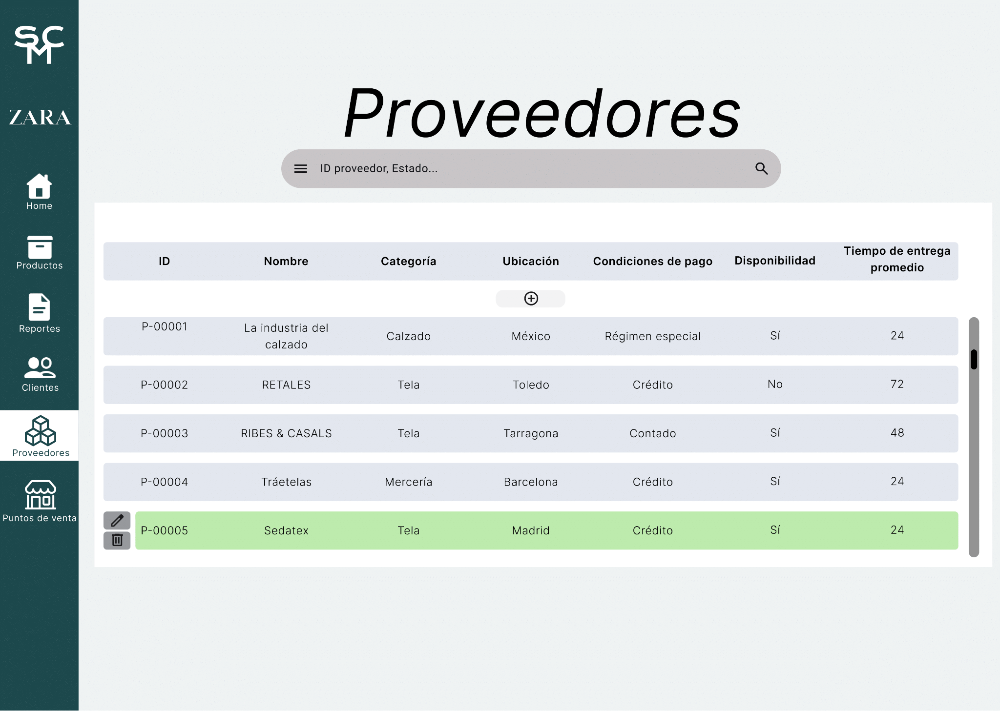 SCM
ZARA
Home
Productos
Reportes
Clientes
Proveedores
Puntos de venta
Proveedores
ID proveedor, Estado...
ID Nombre Categoría Ubicación Condiciones de pago Disponibilidad Tiempo de entrega
promedio
P-00001 La industria del
calzado Calzado México Régimen especial Sí 24
P-00002 RETALES Tela Toledo Crédito No 72
P-00003 RIBES & CASALS Tela Tarragona Contado Sí 48
P-00004 Tráetelas Mercería Barcelona Crédito Sí 24
P-00005 Sedatex Tela Madrid Crédito Sí 24